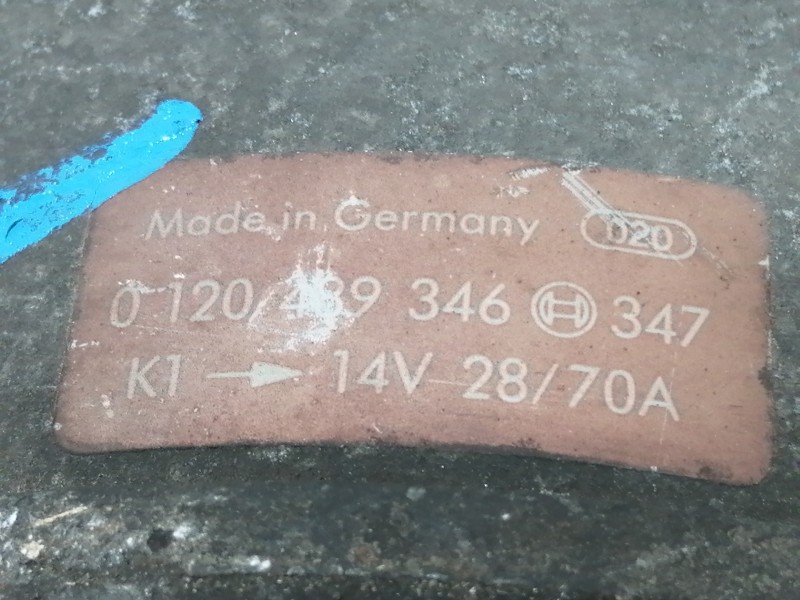 Made in Germany 020
0 120 489 346 347
K1 → 14V 28/70A